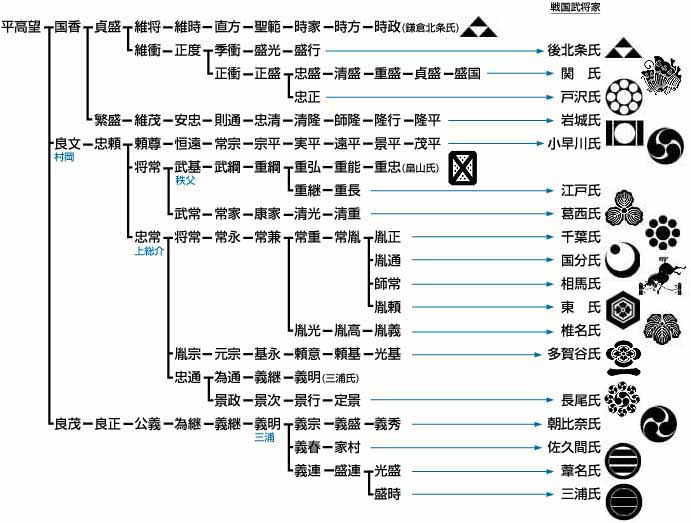 戦国武将家
平高望 国香 貞盛 維将 維時 直方 聖範 時家 時方 時政(鎌倉北条氏)
維衡 正度 季衡 盛光 盛行 後北条氏
正衡 正盛 忠盛 清盛 重盛 貞盛 盛国 関 氏
忠正 戸沢氏
繁盛 維茂 安忠 則通 忠清 清隆 師隆 隆行 隆平 岩城氏
良文 忠頼 頼尊 恒遠 常宗 宗平 実平 遠平 景平 茂平 小早川氏
村岡
将常 武基 武綱 重綱 重弘 重能 重忠(畠山氏)
秩父
重継 重長 江戸氏
武常 常家 康家 清光 清重 葛西氏
忠常 将常 常永 常兼 常重 常胤 胤正 千葉氏
上総介
胤通 国分氏
師常 相馬氏
胤頼 東 氏
胤光 胤高 胤義 椎名氏
胤宗 元宗 基永 頼意 頼基 光基 多賀谷氏
忠通 為通 義継 義明(三浦氏)
景政 景次 景行 定景 長尾氏
良茂 良正 公義 為継 義継 義明 義宗 義盛 義秀 朝比奈氏
三浦
義春 家村 佐久間氏
義連 盛連 光盛 葦名氏
盛時 三浦氏